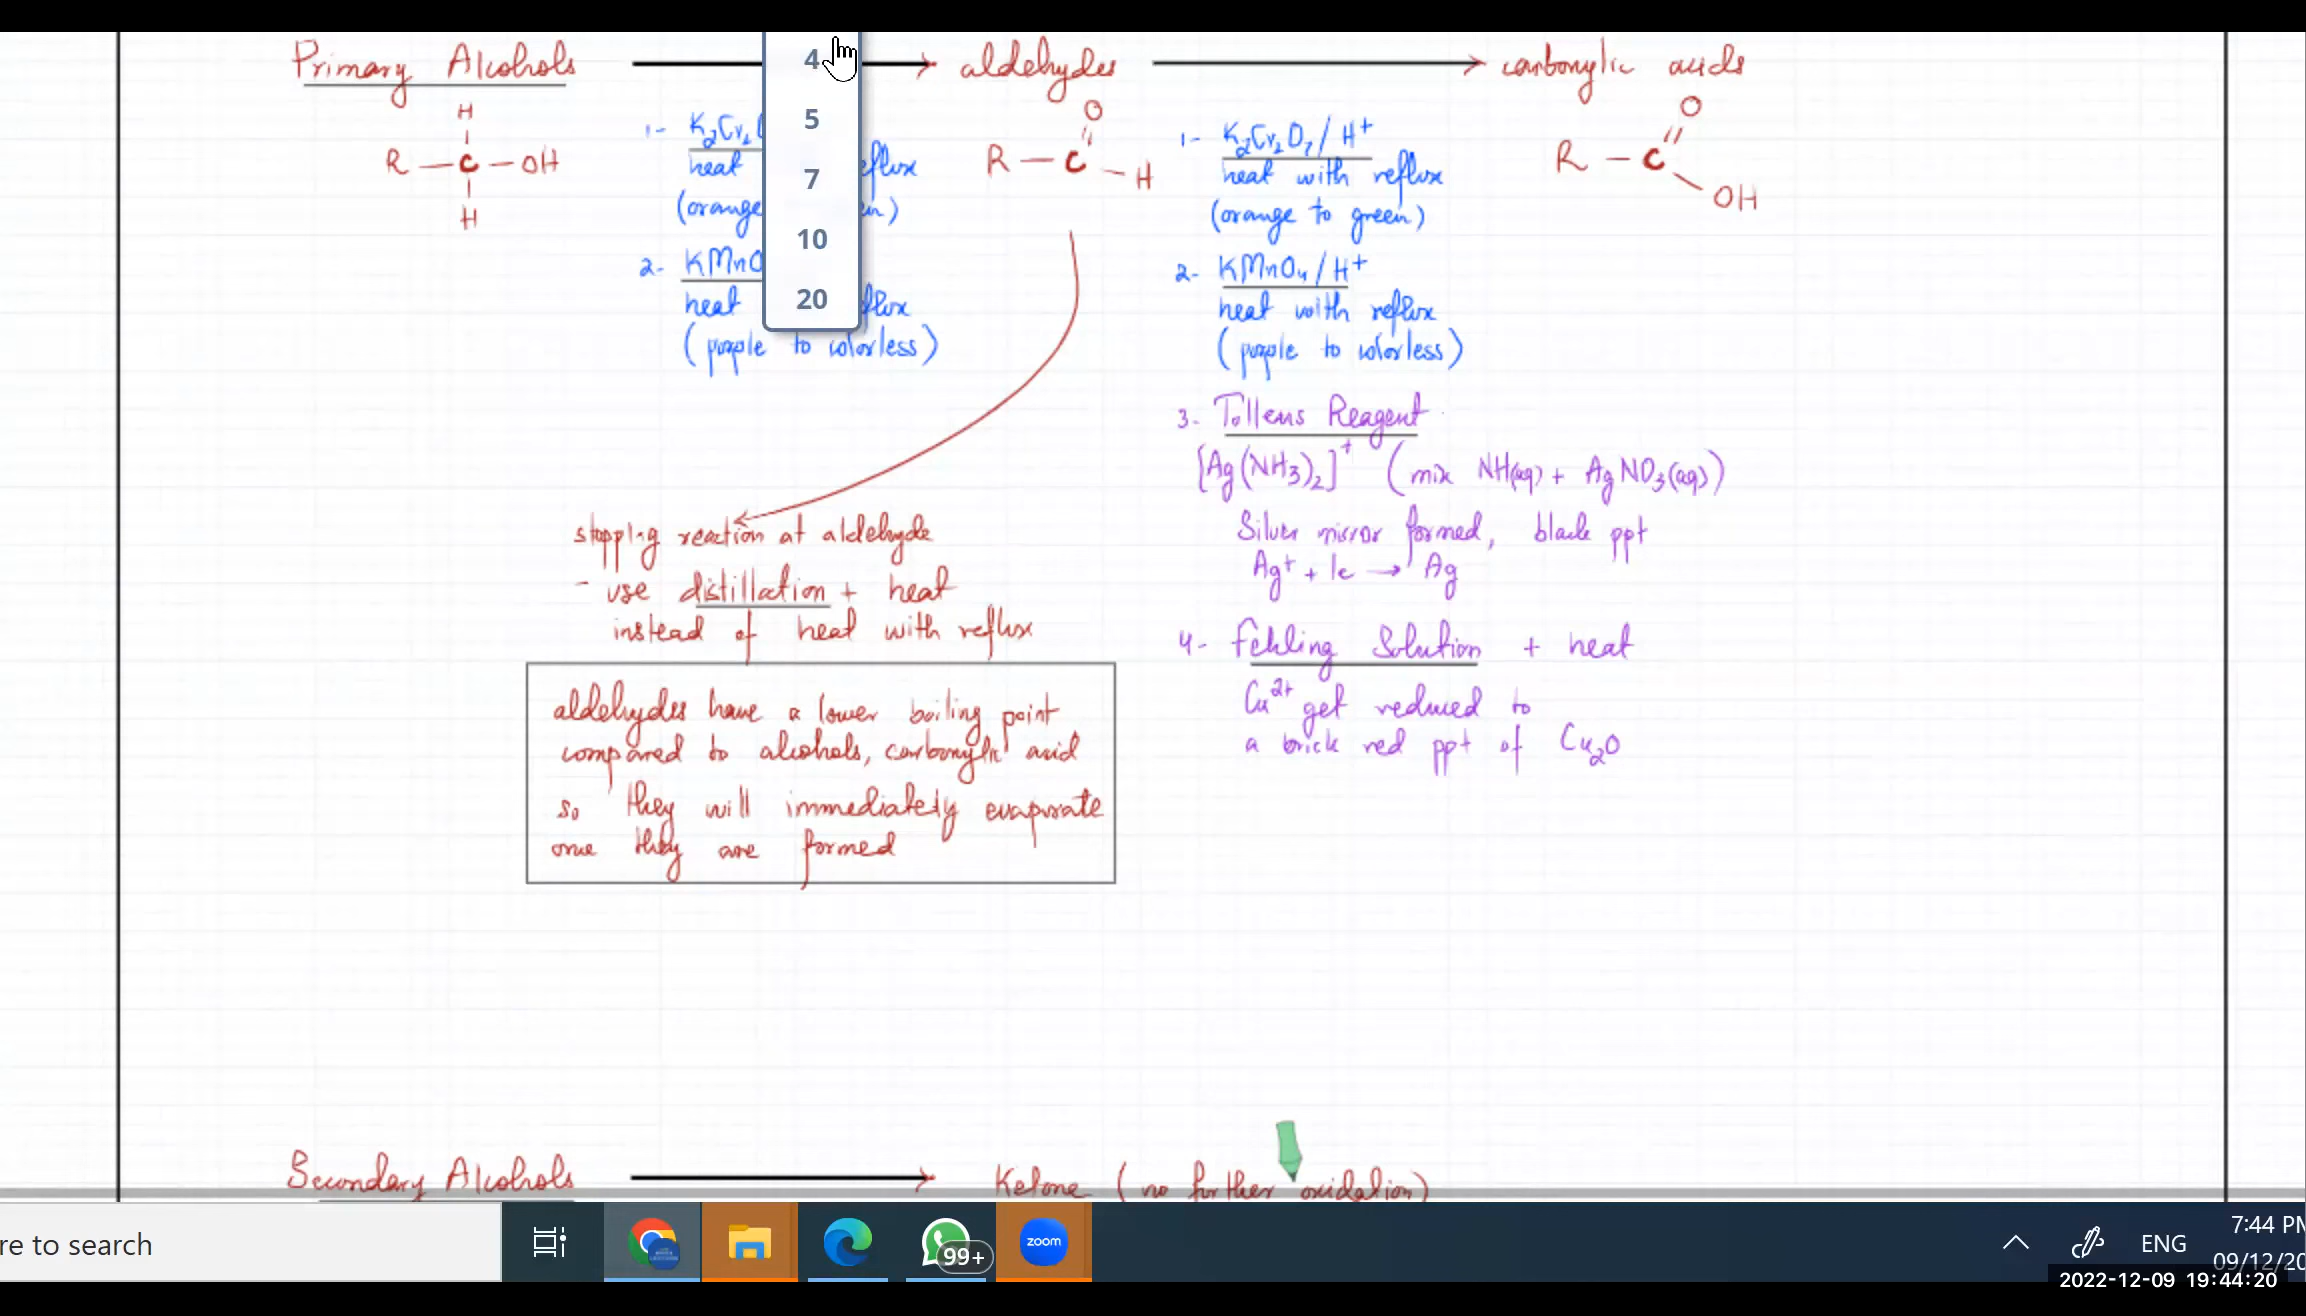 Primary Alcohols
aldehydes
carbonylic acids
4
5
7
10
20
H
R — C — OH
H
1- K2Cr2
heat eflux
(orange en)
2- KMnO
heat flux
(purple to colorless)
O
R — C — H
1- K2Cr2O7 / H+
heat with reflux
(orange to green)
2- KMnO4 / H+
heat with reflux
(purple to colorless)
3- Tollens Reagent
[Ag(NH3)2]+ (mix NH(aq) + AgNO3(aq))
Silver mirror formed, black ppt
Ag+ + 1e → Ag
4- Fehling Solution + heat
Cu2+ get reduced to
a brick red ppt of Cu2O
O
R — C
OH
stopping reaction at aldehyde
- use distillation + heat
instead of heat with reflux
aldehydes have a lower boiling point
compared to alcohols, carbonylic acid
so they will immediately evaporate
once they are formed
Secondary Alcohols
Ketone (no further oxidation)
re to search
99+
zoom
ENG
7:44 PM
09/12/20
2022-12-09 19:44:20